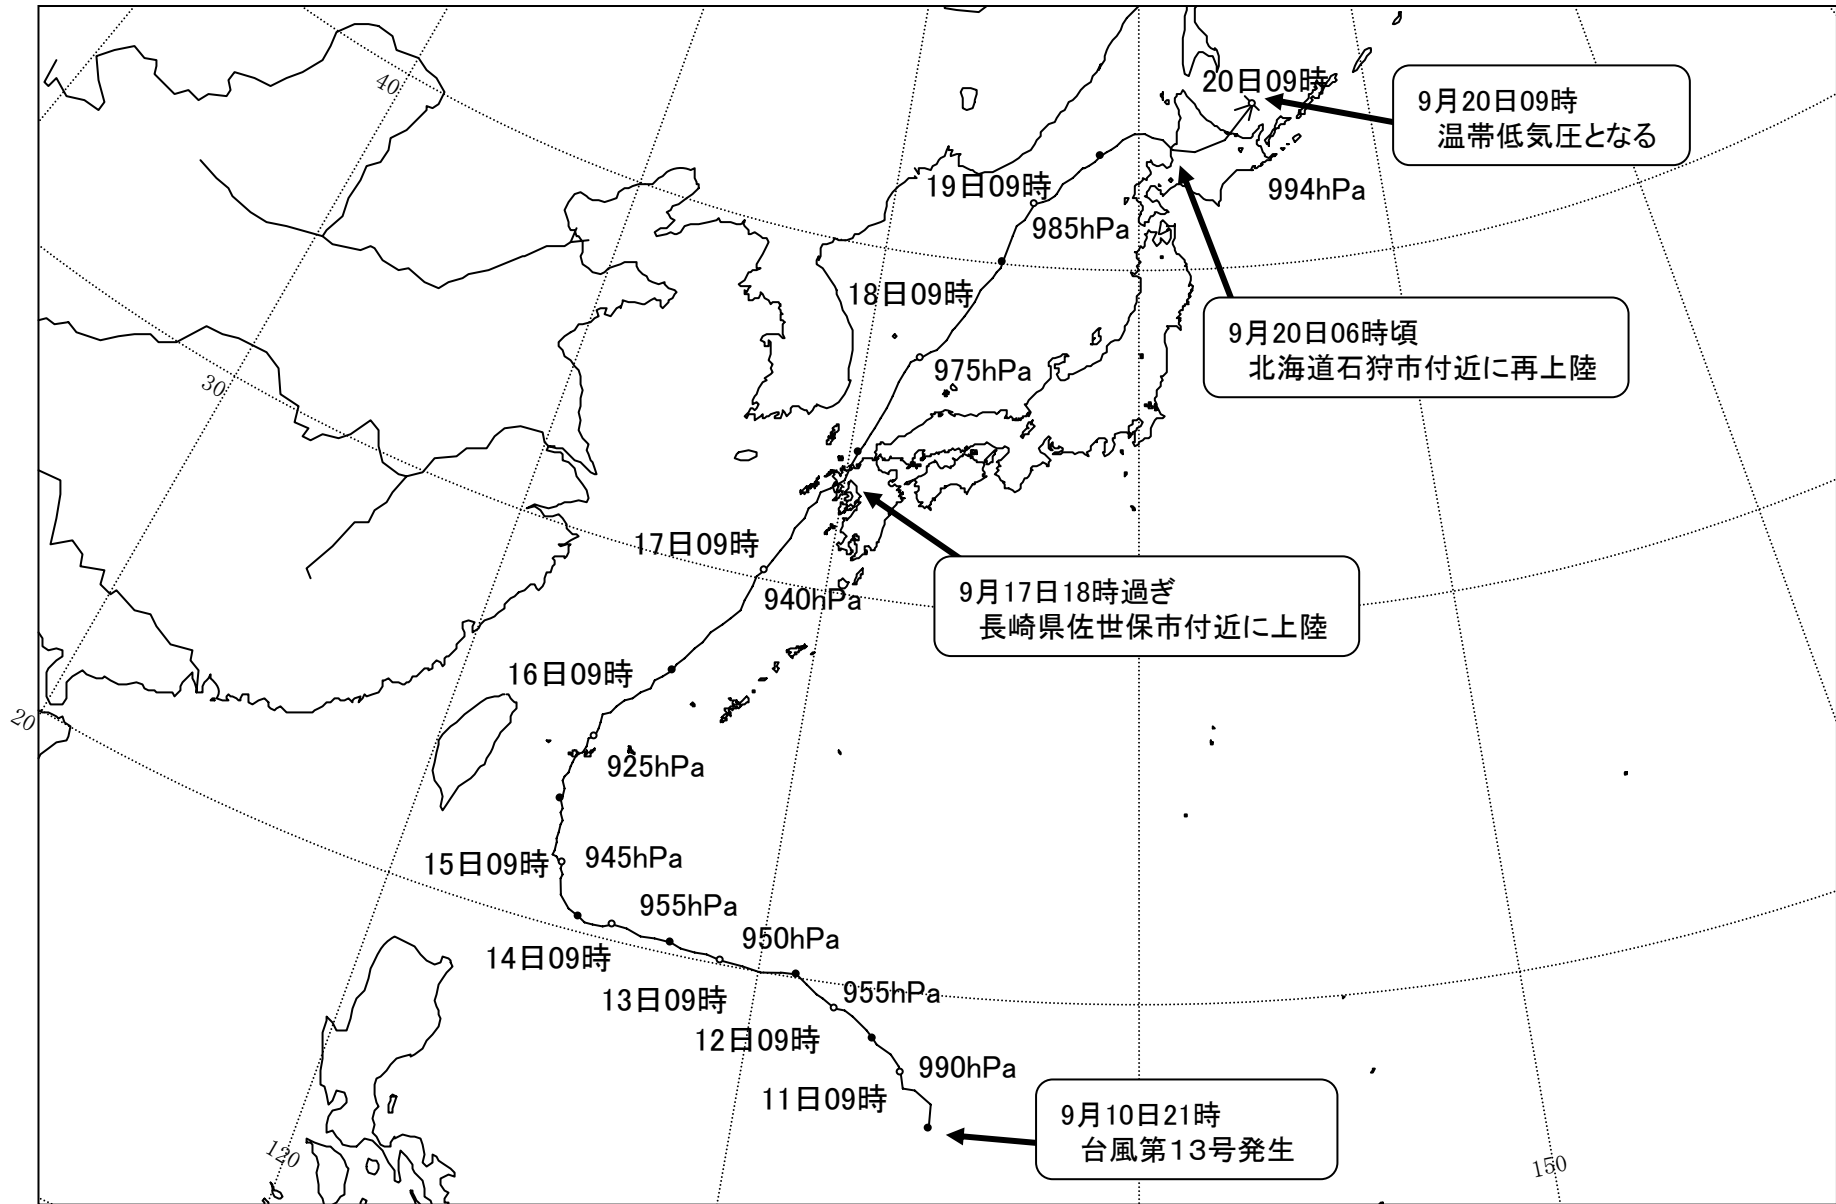 40
20日09時
9月20日09時
温帯低気圧となる
19日09時
994hPa
985hPa
18日09時
9月20日06時頃
北海道石狩市付近に再上陸
30
975hPa
17日09時
940hPa
9月17日18時過ぎ
長崎県佐世保市付近に上陸
16日09時
20
925hPa
15日09時
945hPa
955hPa
950hPa
14日09時
13日09時
955hPa
12日09時
990hPa
11日09時
9月10日21時
台風第13号発生
120
150